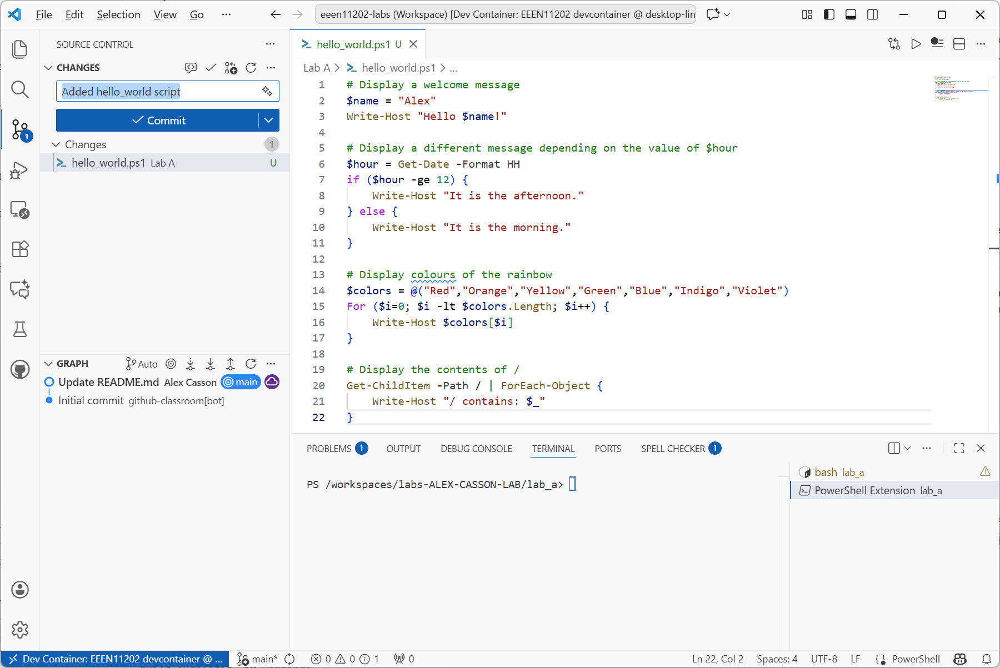 File Edit Selection View Go ··· eeen11202-labs (Workspace) [Dev Container: EEEN11202 devcontainer @ desktop-lin
SOURCE CONTROL
CHANGES
Added hello_world script
Commit
Changes 1
hello_world.ps1 Lab A U
GRAPH Auto
Update README.md Alex Casson main
Initial commit github-classroom[bot]
1
hello_world.ps1 U
Lab A > hello_world.ps1 > ...
1 # Display a welcome message
2 $name = "Alex"
3 Write-Host "Hello $name!"
4
5 # Display a different message depending on the value of $hour
6 $hour = Get-Date -Format HH
7 if ($hour -ge 12) {
8 Write-Host "It is the afternoon."
9 } else {
10 Write-Host "It is the morning."
11 }
12
13 # Display colours of the rainbow
14 $colors = @("Red","Orange","Yellow","Green","Blue","Indigo","Violet")
15 For ($i=0; $i -lt $colors.Length; $i++) {
16 Write-Host $colors[$i]
17 }
18
19 # Display the contents of /
20 Get-ChildItem -Path / | ForEach-Object {
21 Write-Host "/ contains: $_"
22 }
PROBLEMS 1 OUTPUT DEBUG CONSOLE TERMINAL PORTS SPELL CHECKER 1
PS /workspaces/labs-ALEX-CASSON-LAB/lab_a>
bash lab_a
PowerShell Extension lab_a
Dev Container: EEEN11202 devcontainer @ ... main* 0 0 1 0 Ln 22, Col 2 Spaces: 4 UTF-8 LF PowerShell